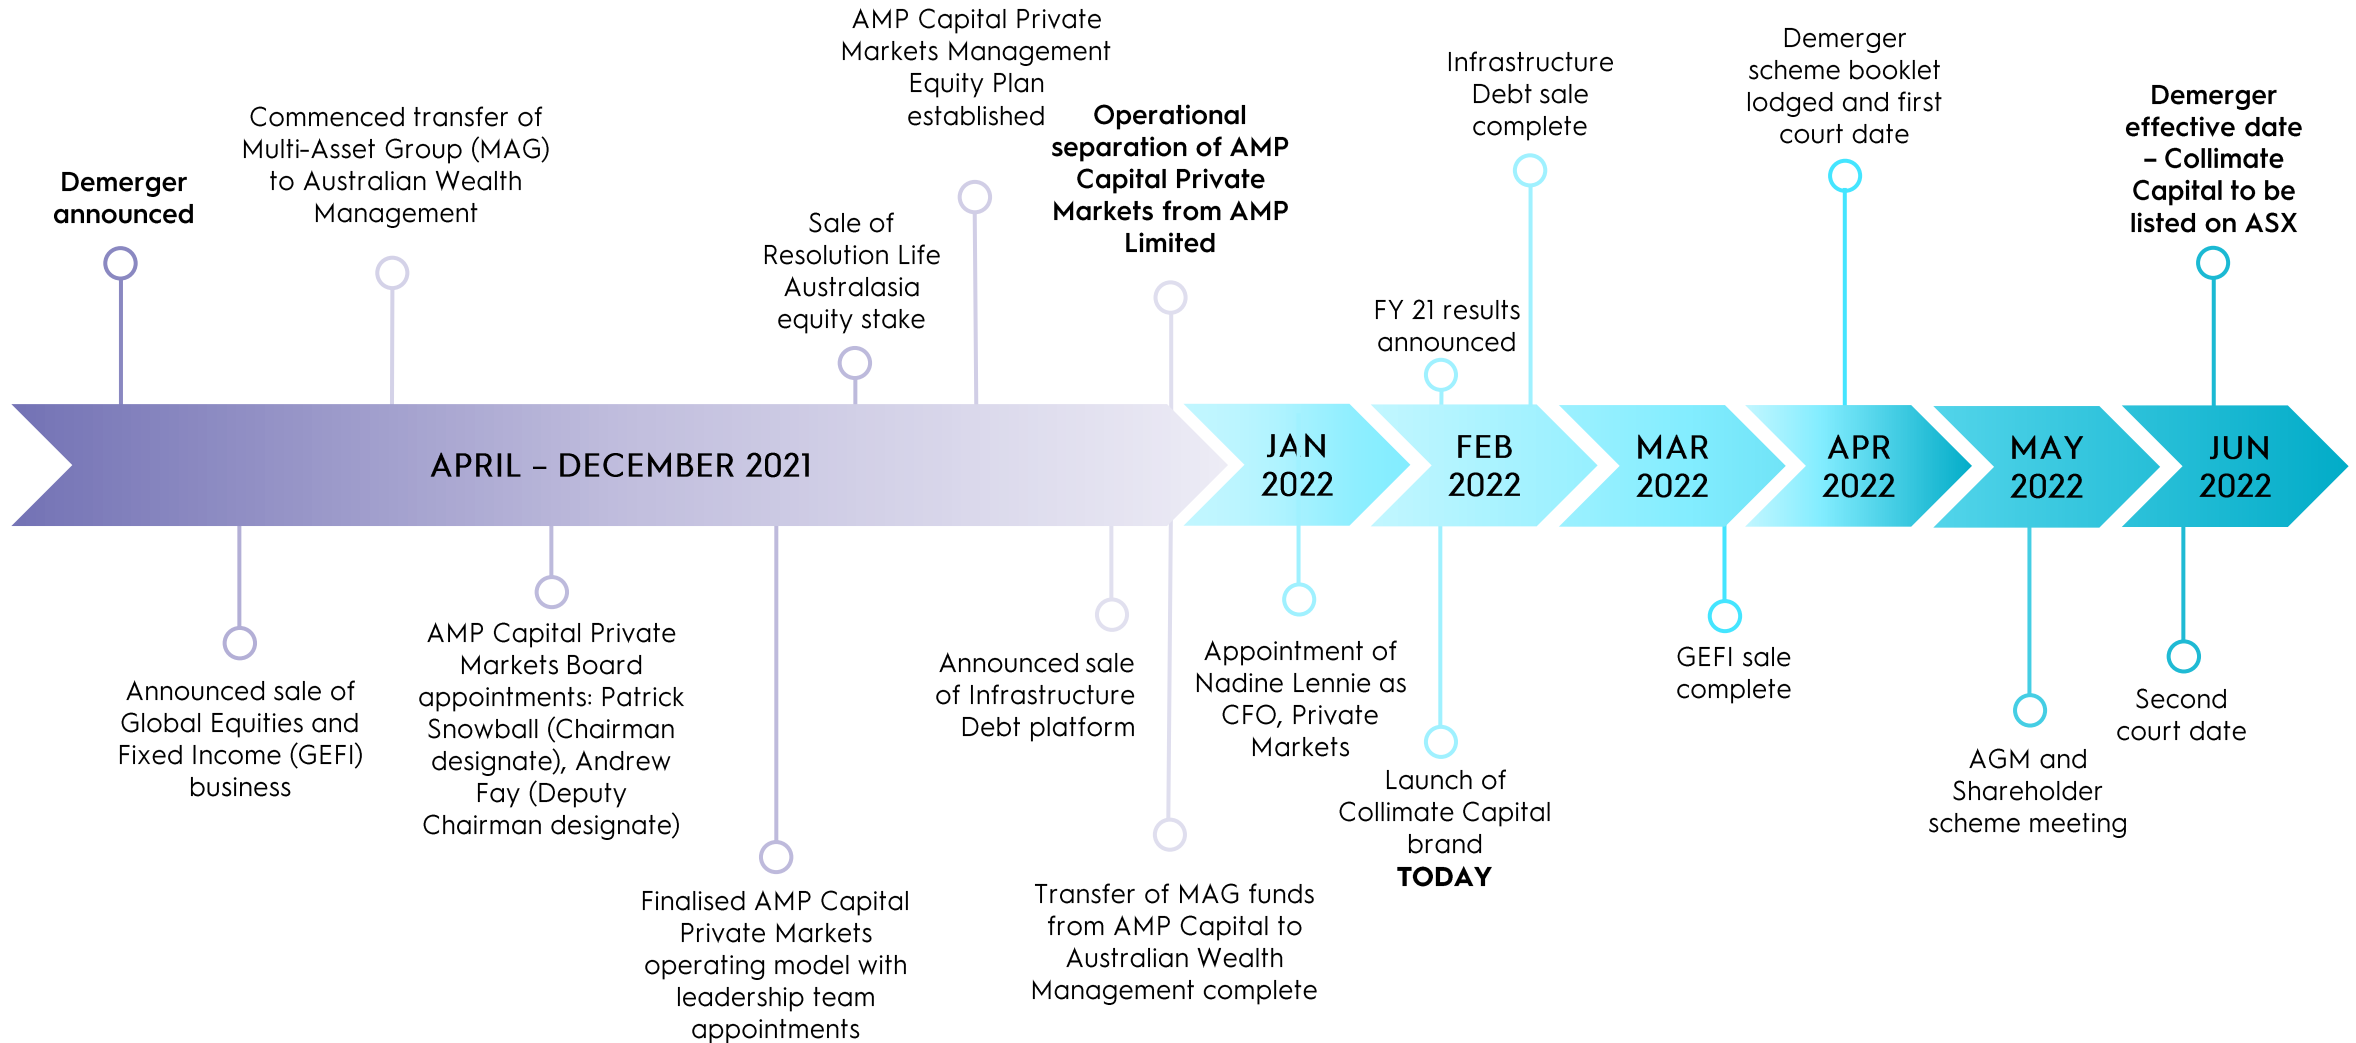 AMP Capital Private
Markets Management
Equity Plan
established
Demerger
scheme booklet
lodged and first
court date
Infrastructure
Debt sale
complete
Demerger
effective date
– Collimate
Capital to be
listed on ASX
Commenced transfer of
Multi-Asset Group (MAG)
to Australian Wealth
Management
Operational
separation of AMP
Capital Private
Markets from AMP
Limited
Demerger
announced
Sale of
Resolution Life
Australasia
equity stake
FY 21 results
announced
APRIL – DECEMBER 2021
JAN
2022
FEB
2022
MAR
2022
APR
2022
MAY
2022
JUN
2022
Announced sale of
Global Equities and
Fixed Income (GEFI)
business
AMP Capital Private
Markets Board
appointments: Patrick
Snowball (Chairman
designate), Andrew
Fay (Deputy
Chairman designate)
Finalised AMP Capital
Private Markets
operating model with
leadership team
appointments
Announced sale
of Infrastructure
Debt platform
Transfer of MAG funds
from AMP Capital to
Australian Wealth
Management complete
Appointment of
Nadine Lennie as
CFO, Private
Markets
Launch of
Collimate Capital
brand
TODAY
GEFI sale
complete
AGM and
Shareholder
scheme meeting
Second
court date